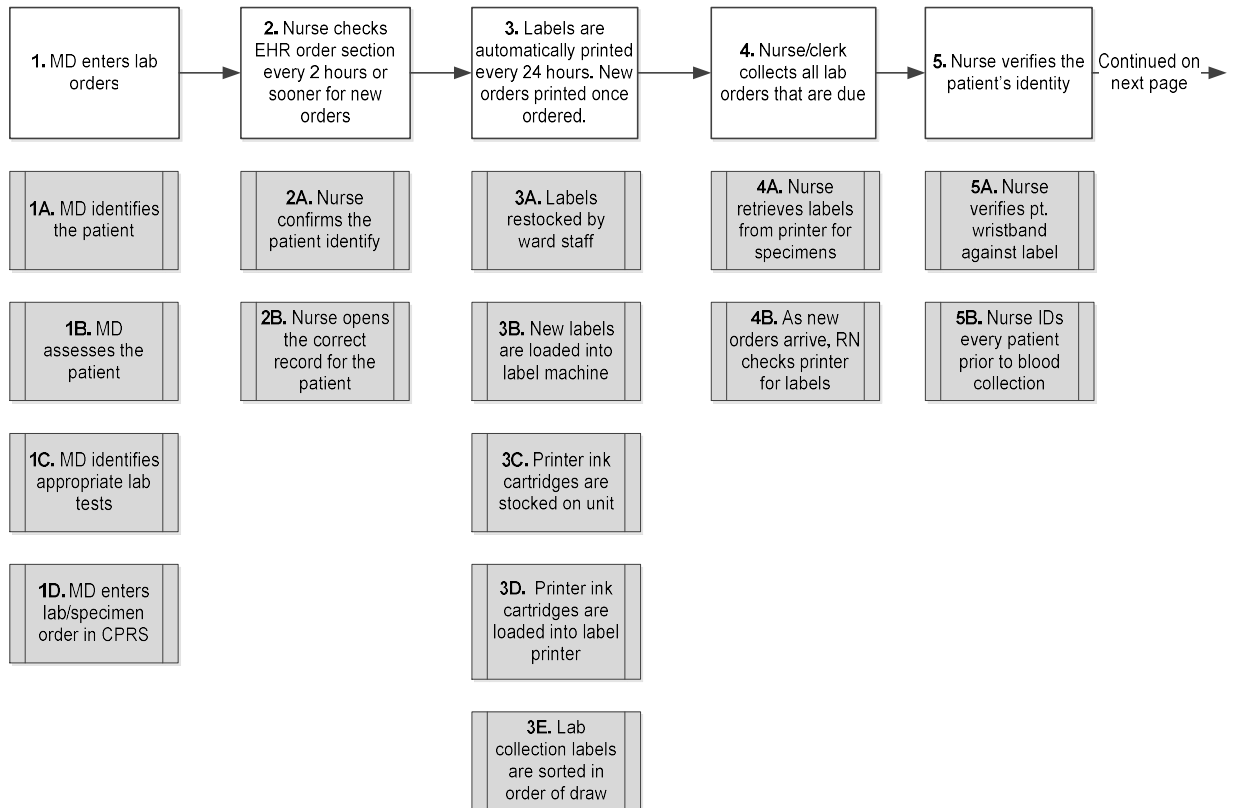 1. MD enters lab
orders
2. Nurse checks
EHR order section
every 2 hours or
sooner for new
orders
3. Labels are
automatically printed
every 24 hours. New
orders printed once
ordered.
4. Nurse/clerk
collects all lab
orders that are due
5. Nurse verifies the
patient's identity
Continued on
next page
1A. MD identifies
the patient
1B. MD
assesses the
patient
1C. MD identifies
appropriate lab
tests
1D. MD enters
lab/specimen
order in CPRS
2A. Nurse
confirms the
patient identify
2B. Nurse opens
the correct
record for the
patient
3A. Labels
restocked by
ward staff
3B. New labels
are loaded into
label machine
3C. Printer ink
cartridges are
stocked on unit
3D. Printer ink
cartridges are
loaded into label
printer
3E. Lab
collection labels
are sorted in
order of draw
4A. Nurse
retrieves labels
from printer for
specimens
4B. As new
orders arrive, RN
checks printer
for labels
5A. Nurse
verifies pt.
wristband
against label
5B. Nurse IDs
every patient
prior to blood
collection